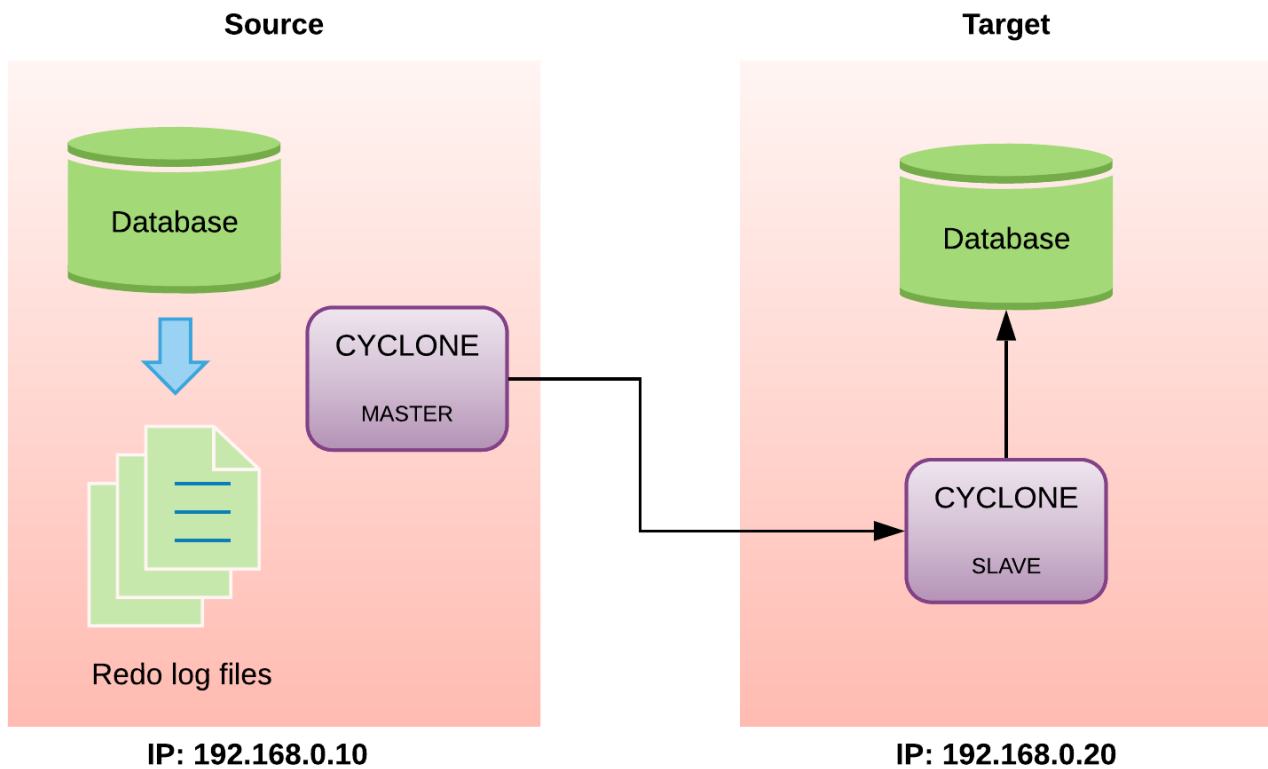 Source
Database
CYCLONE
MASTER
Redo log files
IP: 192.168.0.10
Target
Database
CYCLONE
SLAVE
IP: 192.168.0.20